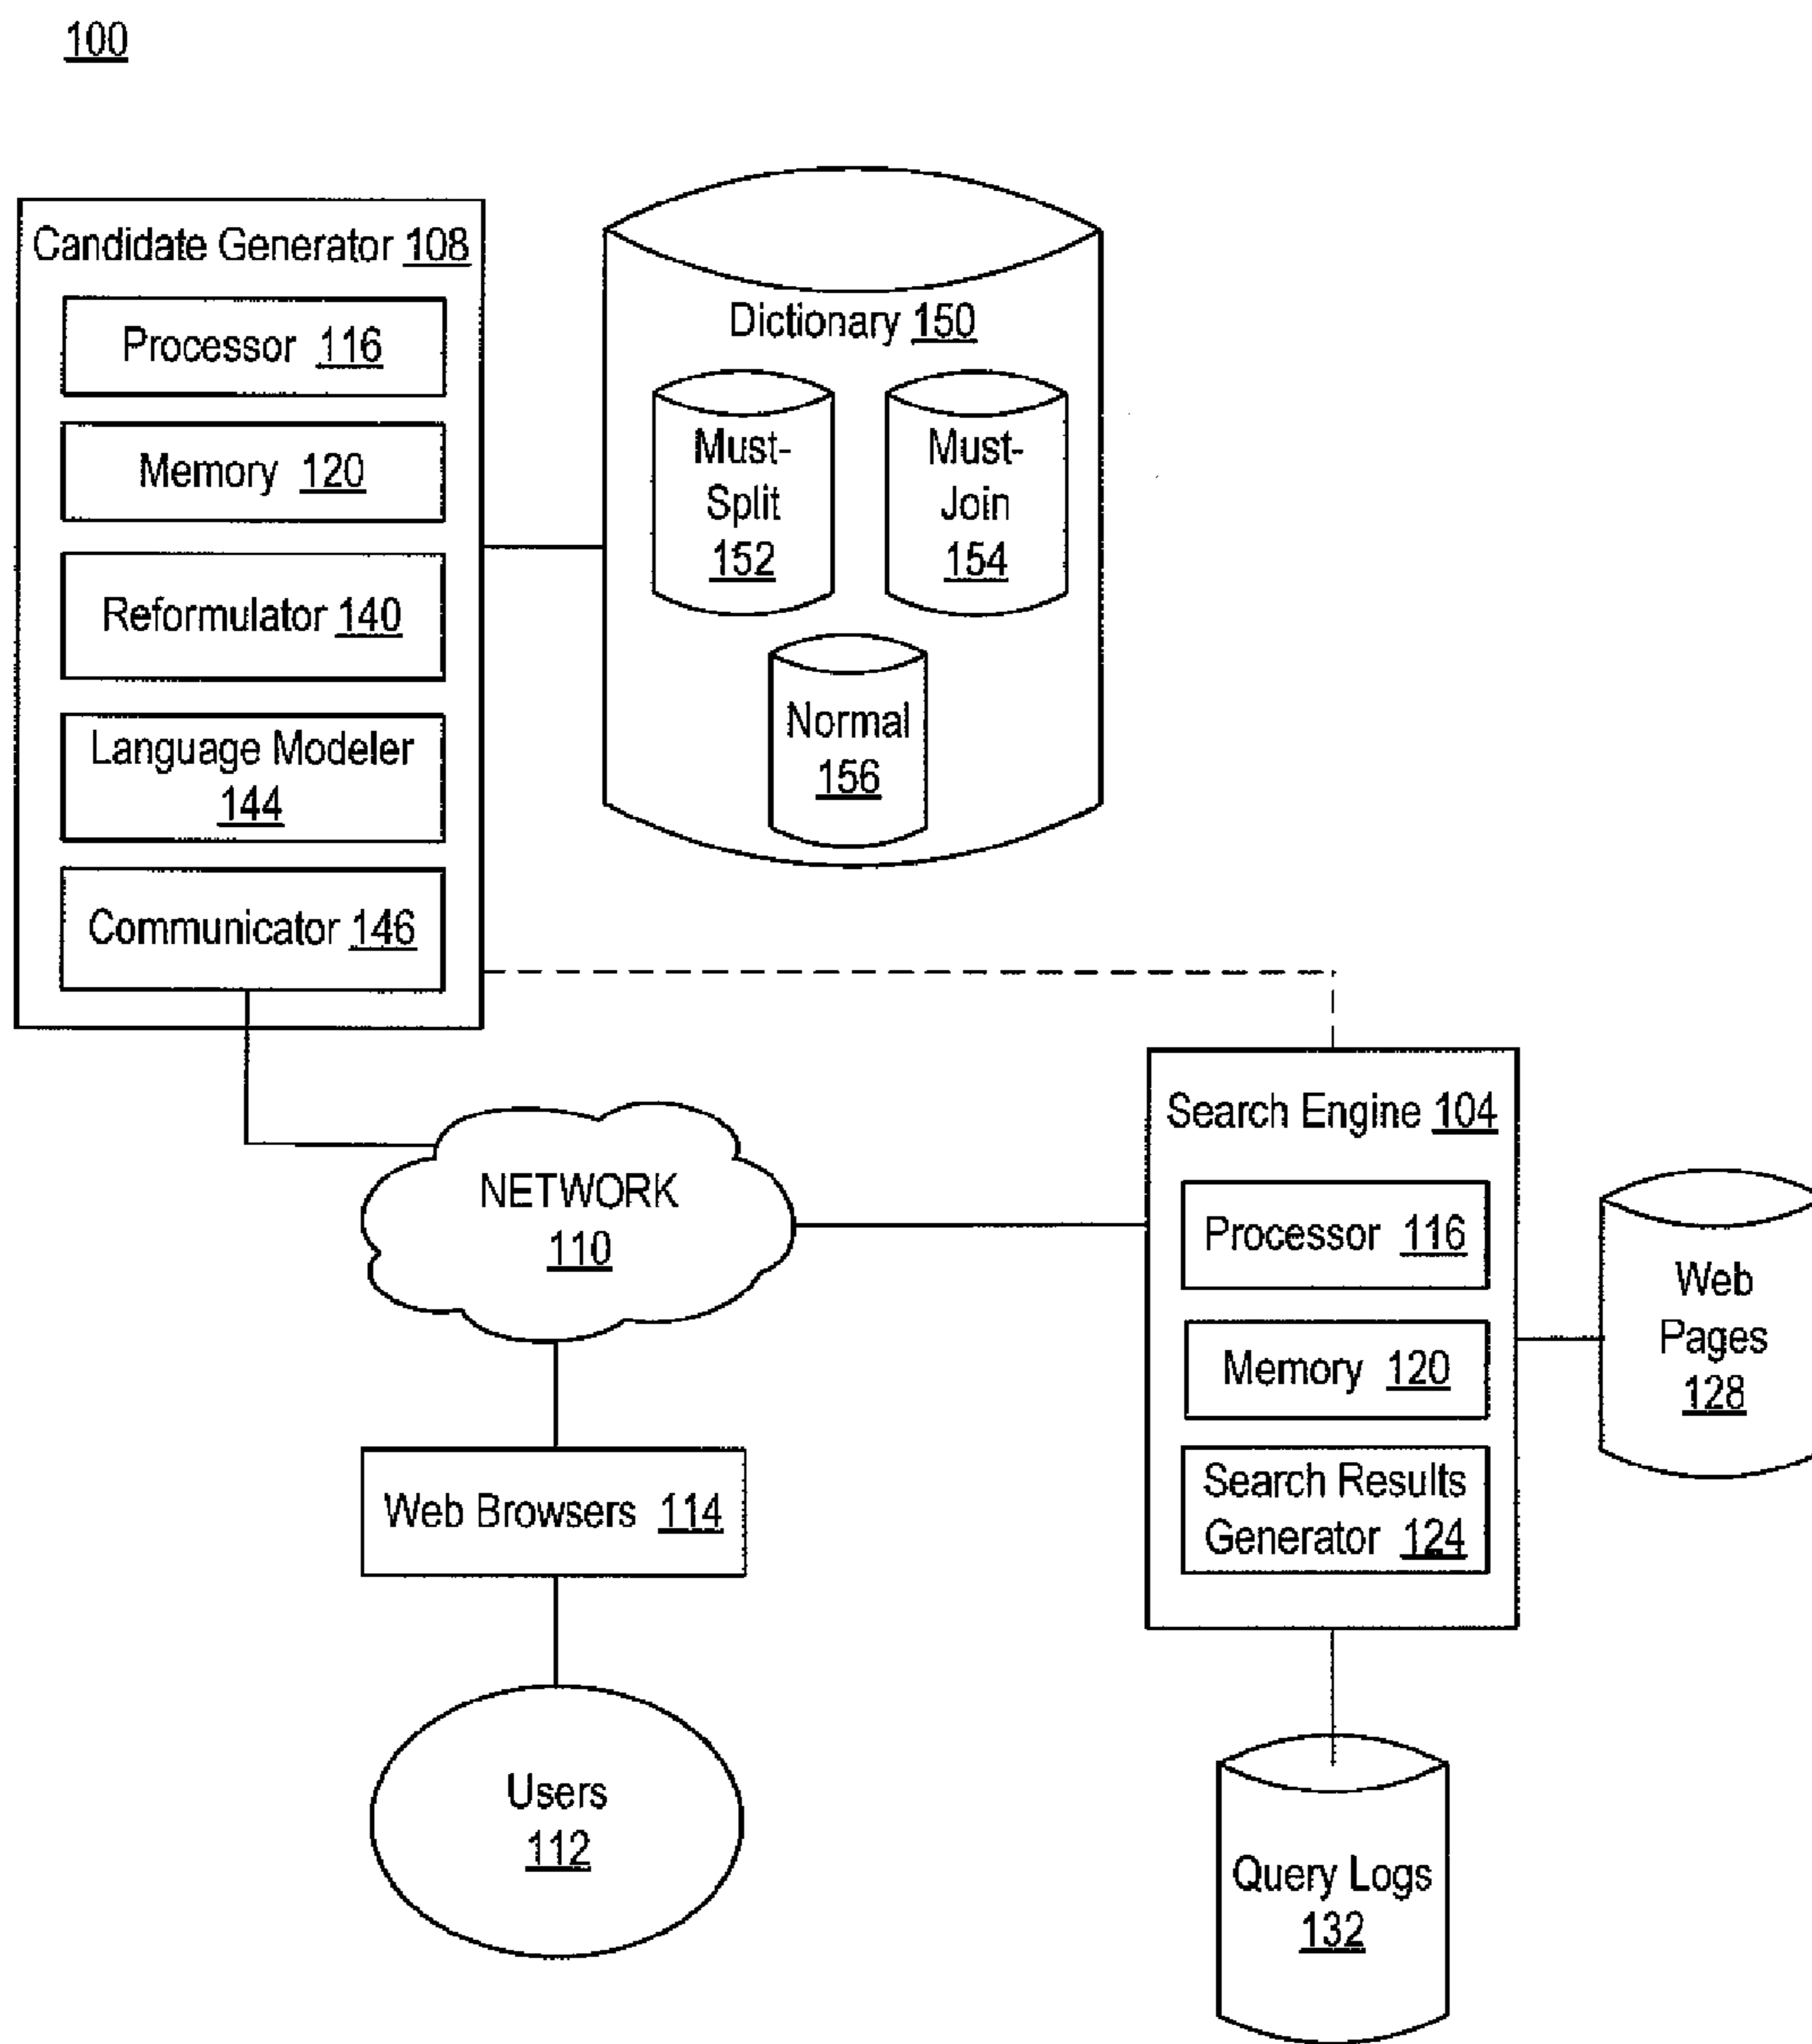 100
Candidate Generator 108
Processor 116
Memory 120
Reformulator 140
Language Modeler
144
Communicator 146
Dictionary 150
Must-
Split
152
Must-
Join
154
Normal
156
NETWORK
110
Web Browsers 114
Users
112
Search Engine 104
Processor 116
Memory 120
Search Results
Generator 124
Web
Pages
128
Query Logs
132